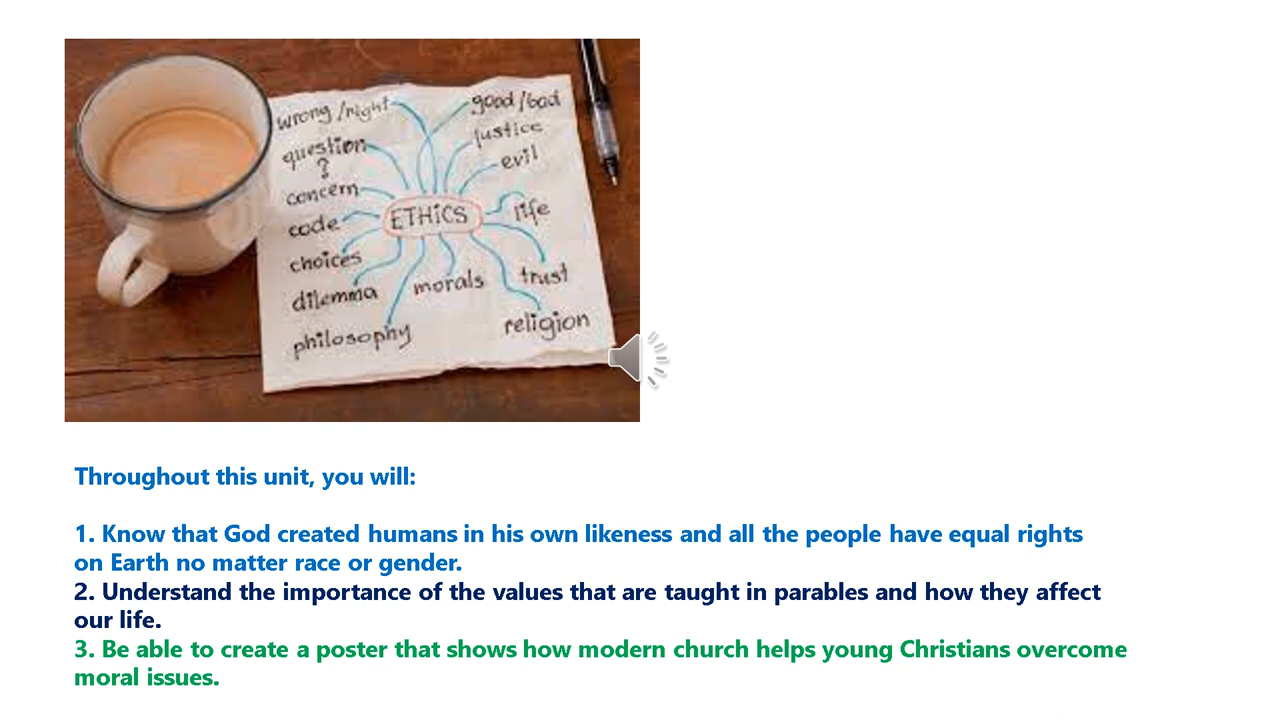 wrong/right
good/bad
question
?
justice
evil
concern
code
ETHICS
life
choices
dilemma
morals
trust
philosophy
religion
Throughout this unit, you will:
1. Know that God created humans in his own likeness and all the people have equal rights
on Earth no matter race or gender.
2. Understand the importance of the values that are taught in parables and how they affect
our life.
3. Be able to create a poster that shows how modern church helps young Christians overcome
moral issues.